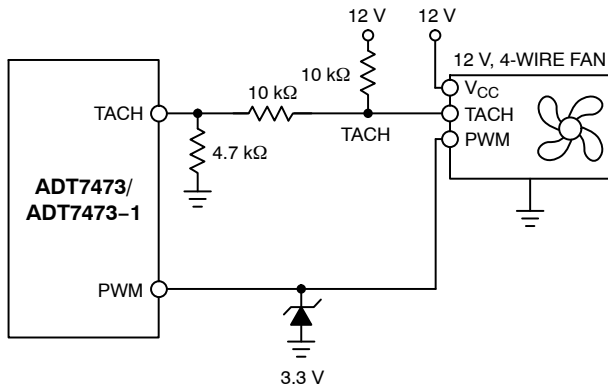 12 V
12 V
12 V, 4-WIRE FAN
10 kΩ
10 kΩ
VCC
TACH
TACH
TACH
PWM
4.7 kΩ
ADT7473/
ADT7473–1
PWM
3.3 V